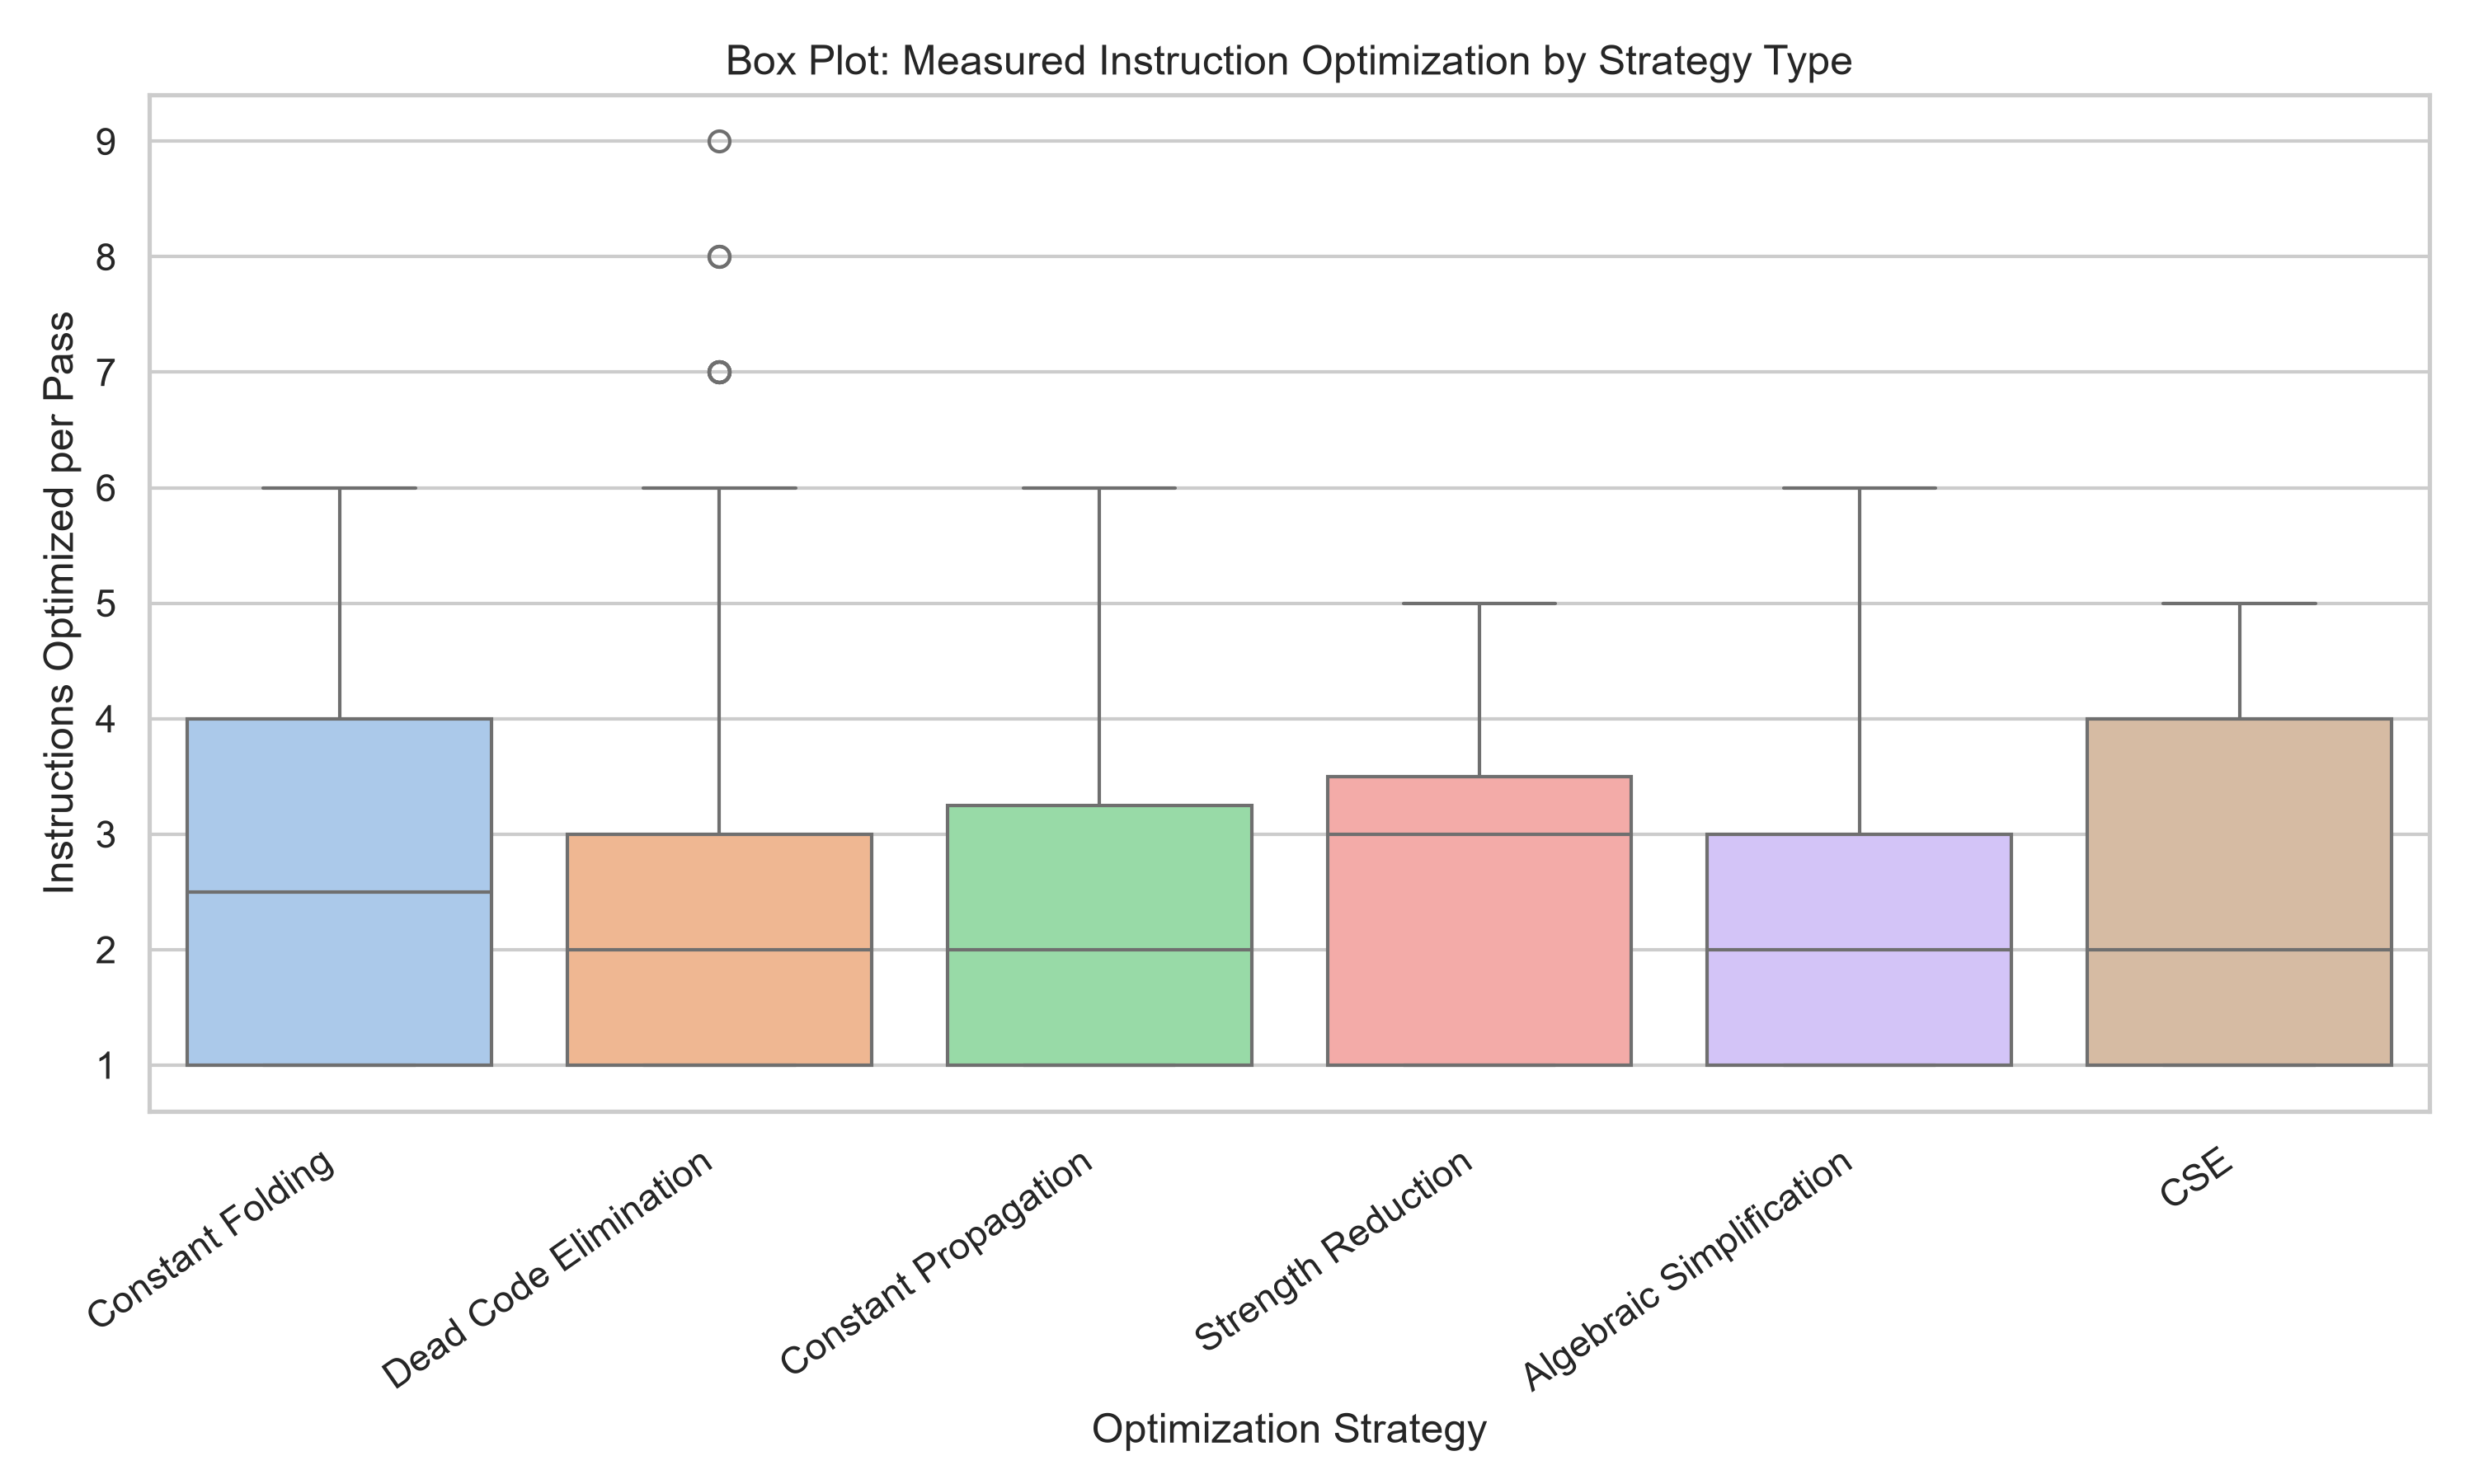 Box Plot: Measured Instruction Optimization by Strategy Type
Instructions Optimized per Pass
9
8
7
6
5
4
3
2
1
Constant Folding
Dead Code Elimination
Constant Propagation
Strength Reduction
Algebraic Simplification
CSE
Optimization Strategy